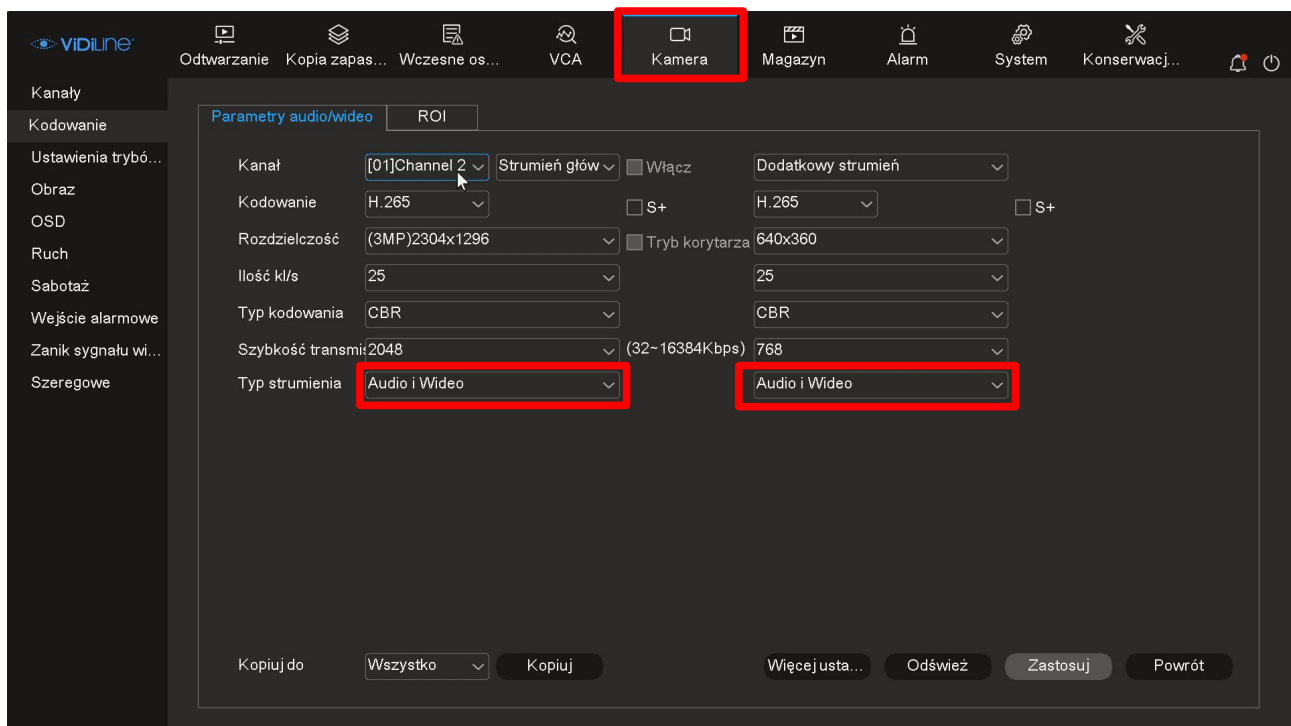 ViDiLINE
Odtwarzanie Kopia zapas... Wczesne os... VCA Kamera Magazyn Alarm System Konserwacj...
Kanały
Kodowanie
Ustawienia trybó...
Obraz
OSD
Ruch
Sabotaż
Wejście alarmowe
Zanik sygnału wi...
Szeregowe
Parametry audio/wideo ROI
Kanał [01]Channel 2 Strumień głów Włącz Dodatkowy strumień
Kodowanie H.265 S+ H.265 S+
Rozdzielczość (3MP)2304x1296 Tryb korytarza 640x360
Ilość kl/s 25 25
Typ kodowania CBR CBR
Szybkość transmis 2048 (32~16384Kbps) 768
Typ strumienia Audio i Wideo Audio i Wideo
Kopiuj do Wszystko Kopiuj Więcej usta... Odśwież Zastosuj Powrót